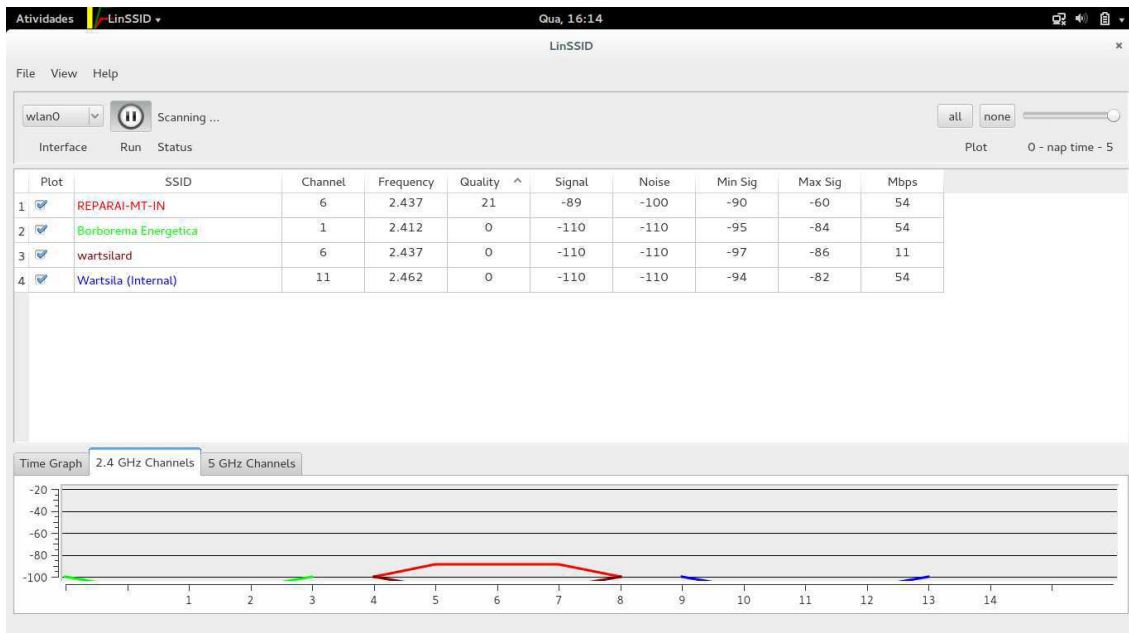 Atividades LinSSID Qua, 16:14
LinSSID
File View Help
wlan0 Scanning ... all none
Interface Run Status Plot 0 - nap time - 5
Plot SSID Channel Frequency Quality Signal Noise Min Sig Max Sig Mbps
1 REPARAI-MT-IN 6 2.437 21 -89 -100 -90 -60 54
2 Borborema Energetica 1 2.412 0 -110 -110 -95 -84 54
3 wartsilard 6 2.437 0 -110 -110 -97 -86 11
4 Wartsila (Internal) 11 2.462 0 -110 -110 -94 -82 54
Time Graph 2.4 GHz Channels 5 GHz Channels
-20
-40
-60
-80
-100
1 2 3 4 5 6 7 8 9 10 11 12 13 14